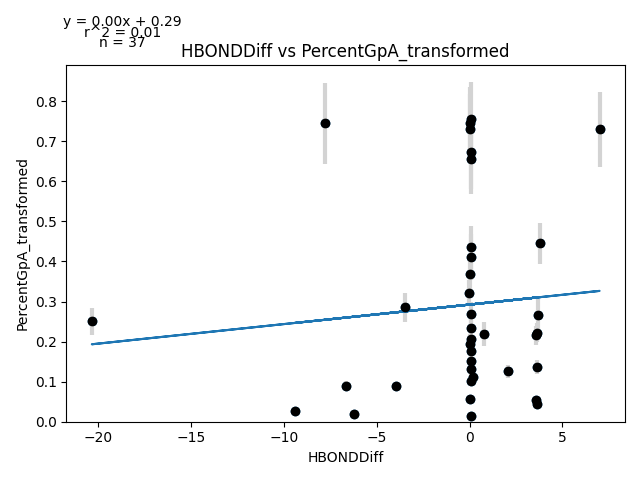 y = 0.00x + 0.29
r^2 = 0.01
n = 37
HBONDDiff vs PercentGpA_transformed
PercentGpA_transformed
0.8
0.7
0.6
0.5
0.4
0.3
0.2
0.1
0.0
−20
−15
−10
−5
0
5
HBONDDiff